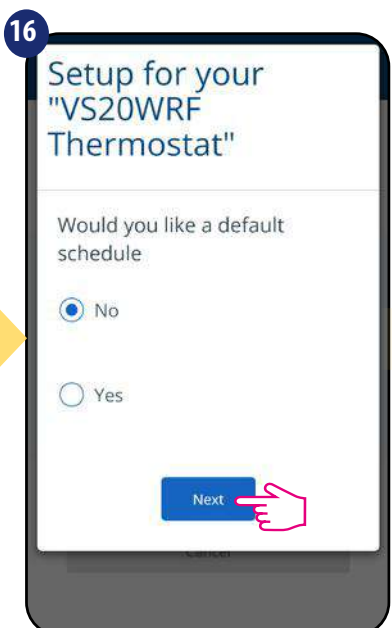 16
Setup for your
"VS20WRF
Thermostat"
Would you like a default
schedule
No
Yes
Next
Cancel